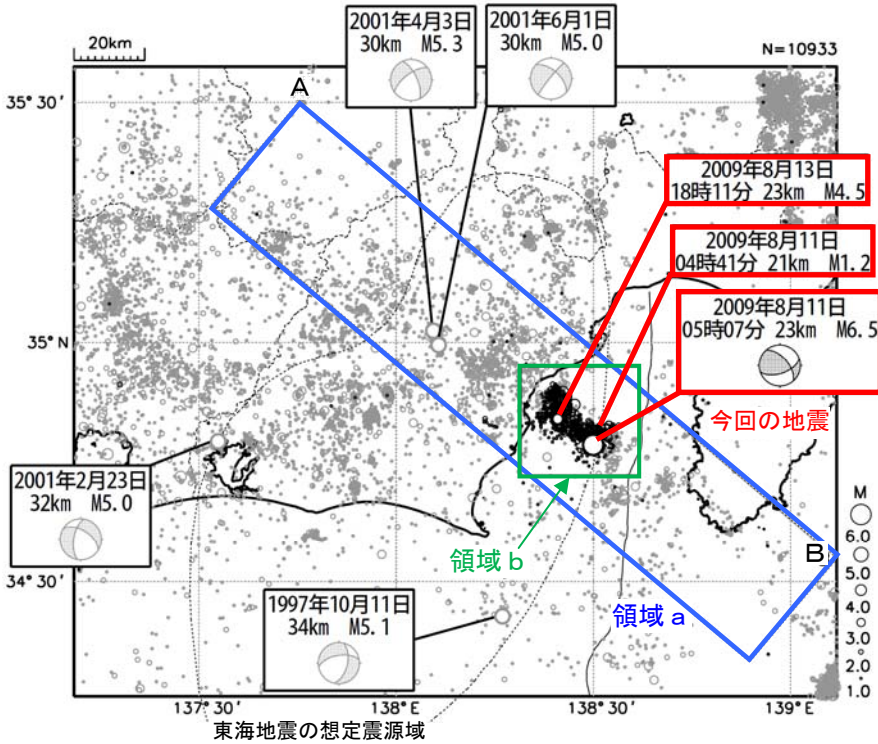 20km
N=10933
2001年4月3日
30km M5.3
2001年6月1日
30km M5.0
A
35°30′
2009年8月13日
18時11分 23km M4.5
2009年8月11日
04時41分 21km M1.2
2009年8月11日
05時07分 23km M6.5
35°N
今回の地震
2001年2月23日
32km M5.0
領域b
B
M
6.0
5.0
4.0
3.0
2.0
1.0
34°30′
1997年10月11日
34km M5.1
領域a
137°30′
138°E
138°30′
139°E
東海地震の想定震源域